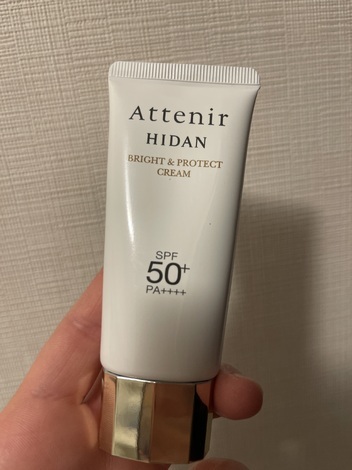 Attenir
HIDAN
BRIGHT & PROTECT
CREAM
SPF
50+
PA++++